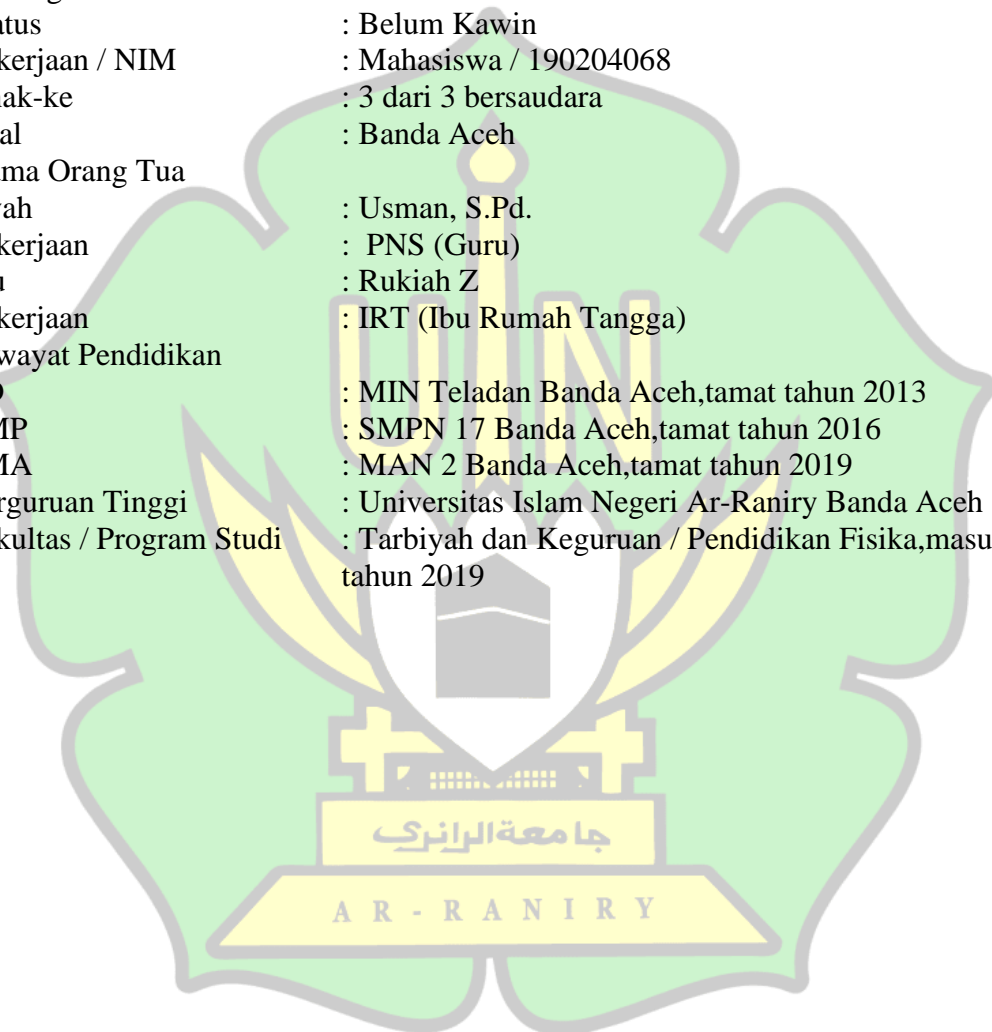 atus : Belum Kawin
kerjaan / NIM : Mahasiswa / 190204068
ak-ke : 3 dari 3 bersaudara
al : Banda Aceh
ma Orang Tua
ah : Usman, S.Pd.
kerjaan : PNS (Guru)
u : Rukiah Z
kerjaan : IRT (Ibu Rumah Tangga)
wayat Pendidikan
: MIN Teladan Banda Aceh,tamat tahun 2013
MP : SMPN 17 Banda Aceh,tamat tahun 2016
MA : MAN 2 Banda Aceh,tamat tahun 2019
rguruan Tinggi : Universitas Islam Negeri Ar-Raniry Banda Aceh
kultas / Program Studi : Tarbiyah dan Keguruan / Pendidikan Fisika,masu
tahun 2019
UIN
جامعة الرانري
AR-RANIRY